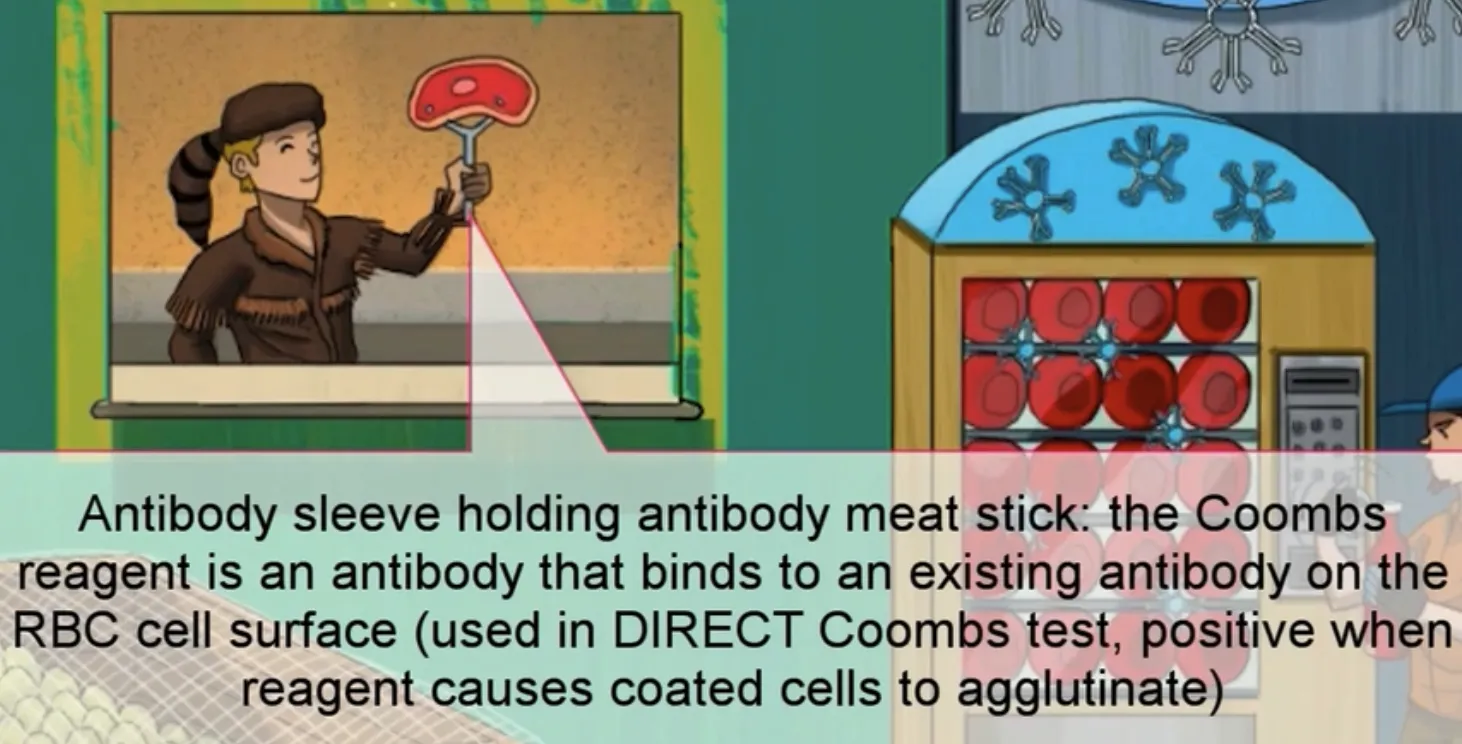 Antibody sleeve holding antibody meat stick: the Coombs
reagent is an antibody that binds to an existing antibody on the
RBC cell surface (used in DIRECT Coombs test, positive when
reagent causes coated cells to agglutinate)